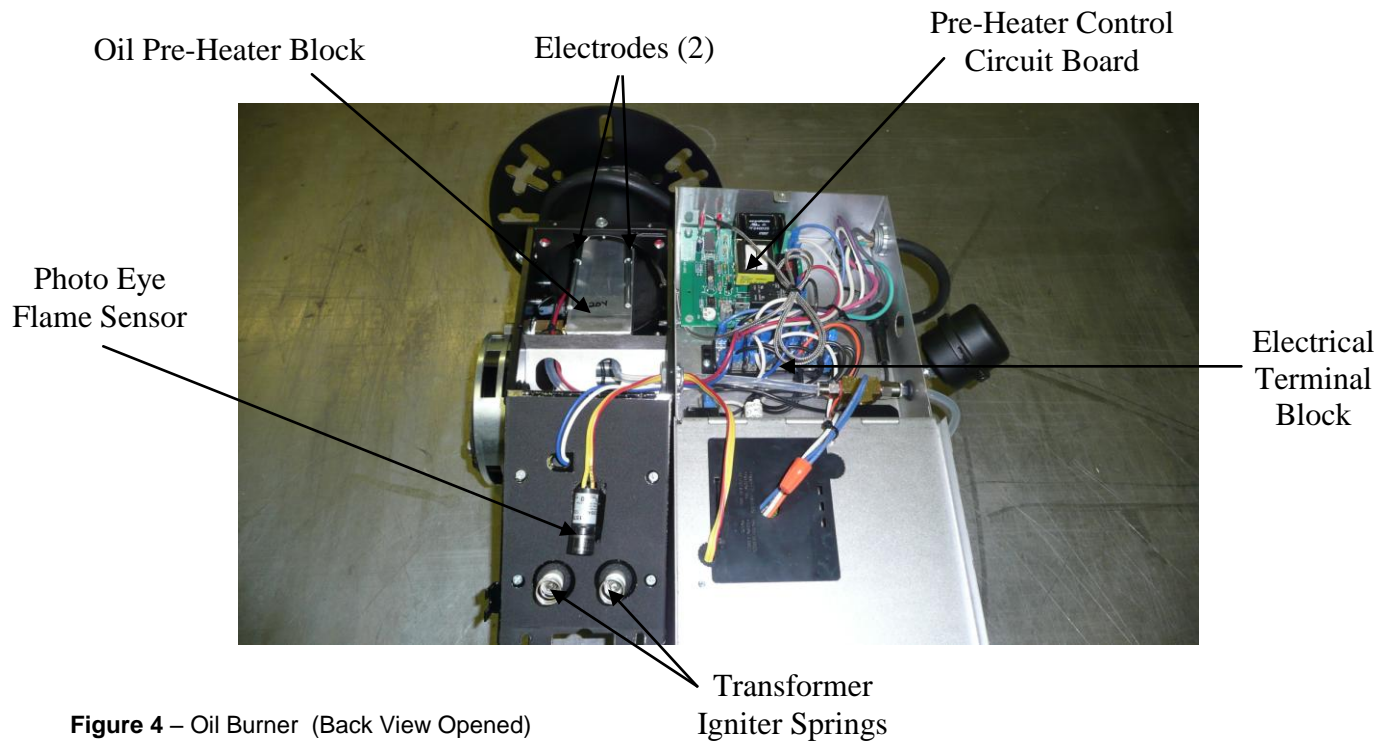 Oil Pre-Heater Block
Electrodes (2)
Pre-Heater Control
Circuit Board
Photo Eye
Flame Sensor
Electrical
Terminal
Block
Transformer
Igniter Springs
Figure 4 – Oil Burner (Back View Opened)